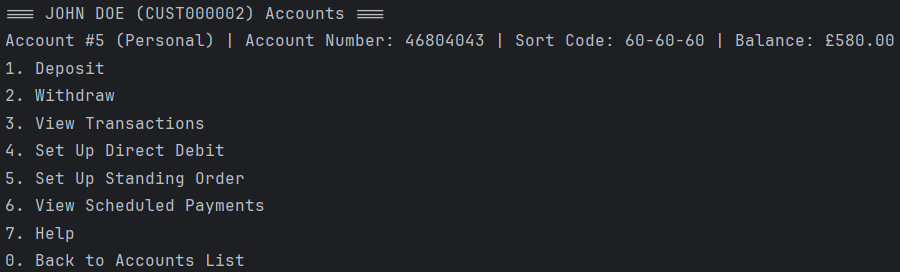 === JOHN DOE (CUST000002) Accounts ===
Account #5 (Personal) | Account Number: 46804043 | Sort Code: 60-60-60 | Balance: £580.00
1. Deposit
2. Withdraw
3. View Transactions
4. Set Up Direct Debit
5. Set Up Standing Order
6. View Scheduled Payments
7. Help
0. Back to Accounts List